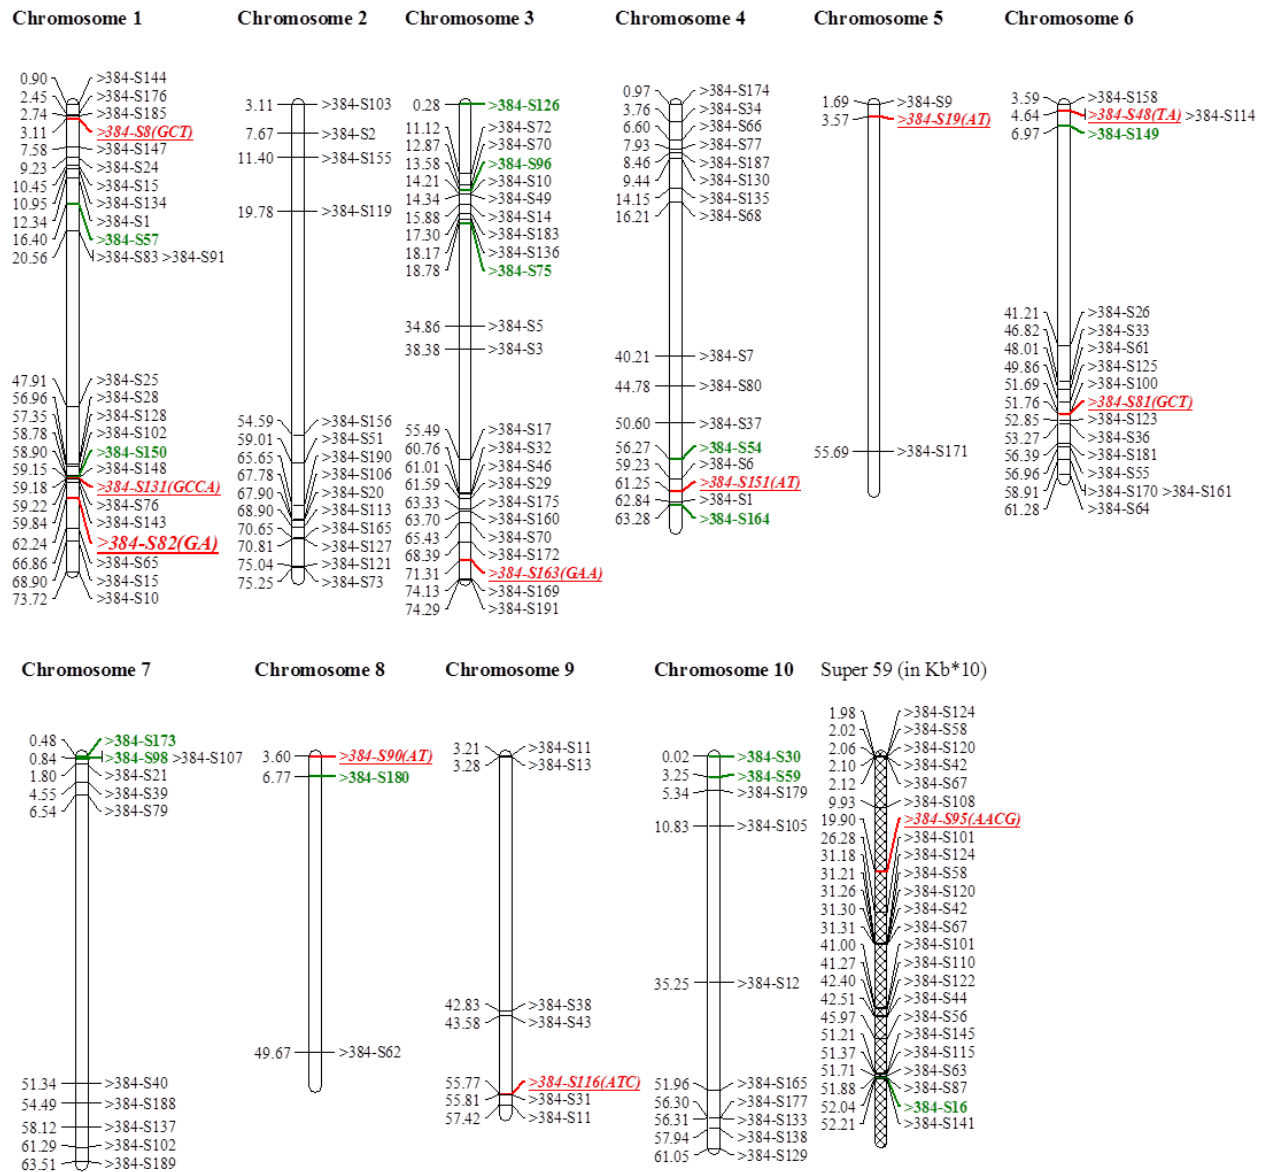 Chromosome 1
0.90 >384-S144
2.45 >384-S176
2.74 >384-S185
3.11 >384-S8(GCT)
7.58 >384-S147
9.23 >384-S24
10.45 >384-S15
10.95 >384-S134
12.34 >384-S1
16.40 >384-S57
20.56 >384-S83 >384-S91
47.91 >384-S25
56.96 >384-S28
57.35 >384-S128
58.78 >384-S102
58.90 >384-S150
59.15 >384-S148
59.18 >384-S131(GCCA)
59.22 >384-S76
59.84 >384-S143
62.24 >384-S82(GA)
66.86 >384-S65
68.90 >384-S15
73.72 >384-S10
Chromosome 2
3.11 >384-S103
7.67 >384-S2
11.40 >384-S155
19.78 >384-S119
54.59 >384-S156
59.01 >384-S51
65.65 >384-S190
67.78 >384-S106
67.90 >384-S20
68.90 >384-S113
70.65 >384-S165
70.81 >384-S127
75.04 >384-S121
75.25 >384-S73
Chromosome 3
0.28 >384-S126
11.12 >384-S72
12.87 >384-S70
13.58 >384-S96
14.21 >384-S10
14.34 >384-S49
15.88 >384-S14
17.30 >384-S183
18.17 >384-S136
18.78 >384-S75
34.86 >384-S5
38.38 >384-S3
55.49 >384-S17
60.76 >384-S32
61.01 >384-S46
61.59 >384-S29
63.33 >384-S175
63.70 >384-S160
65.43 >384-S70
68.39 >384-S172
71.31 >384-S163(GAA)
74.13 >384-S169
74.29 >384-S191
Chromosome 4
0.97 >384-S174
3.76 >384-S34
6.60 >384-S66
7.93 >384-S77
8.46 >384-S187
9.44 >384-S130
14.15 >384-S135
16.21 >384-S68
40.21 >384-S7
44.78 >384-S80
50.60 >384-S37
56.27 >384-S54
59.23 >384-S6
61.25 >384-S151(AT)
62.84 >384-S1
63.28 >384-S164
Chromosome 5
1.69 >384-S9
3.57 >384-S19(AT)
55.69 >384-S171
Chromosome 6
3.59 >384-S158
4.64 >384-S48(TA) >384-S114
6.97 >384-S149
41.21 >384-S26
46.82 >384-S33
48.01 >384-S61
49.86 >384-S125
51.69 >384-S100
51.76 >384-S81(GCT)
52.85 >384-S123
53.27 >384-S36
56.39 >384-S181
56.96 >384-S55
58.91 >384-S170 >384-S161
61.28 >384-S64
Chromosome 7
0.48 >384-S173
0.84 >384-S98 >384-S107
1.80 >384-S21
4.55 >384-S39
6.54 >384-S79
51.34 >384-S40
54.49 >384-S188
58.12 >384-S137
61.29 >384-S102
63.51 >384-S189
Chromosome 8
3.60 >384-S90(AT)
6.77 >384-S180
49.67 >384-S62
Chromosome 9
3.21 >384-S11
3.28 >384-S13
42.83 >384-S38
43.58 >384-S43
55.77 >384-S116(ATC)
55.81 >384-S31
57.42 >384-S11
Chromosome 10
0.02 >384-S30
3.25 >384-S59
5.34 >384-S179
10.83 >384-S105
35.25 >384-S12
51.96 >384-S165
56.30 >384-S177
56.31 >384-S133
57.94 >384-S138
61.05 >384-S129
Super 59 (in Kb*10)
1.98 >384-S124
2.02 >384-S58
2.06 >384-S120
2.10 >384-S42
2.12 >384-S67
9.93 >384-S108
19.90 >384-S95(AACG)
26.28 >384-S101
31.18 >384-S124
31.21 >384-S58
31.26 >384-S120
31.30 >384-S42
31.31 >384-S67
41.00 >384-S101
41.27 >384-S110
42.40 >384-S122
42.51 >384-S44
45.97 >384-S56
51.21 >384-S145
51.37 >384-S115
51.71 >384-S63
51.88 >384-S87
52.04 >384-S16
52.21 >384-S141